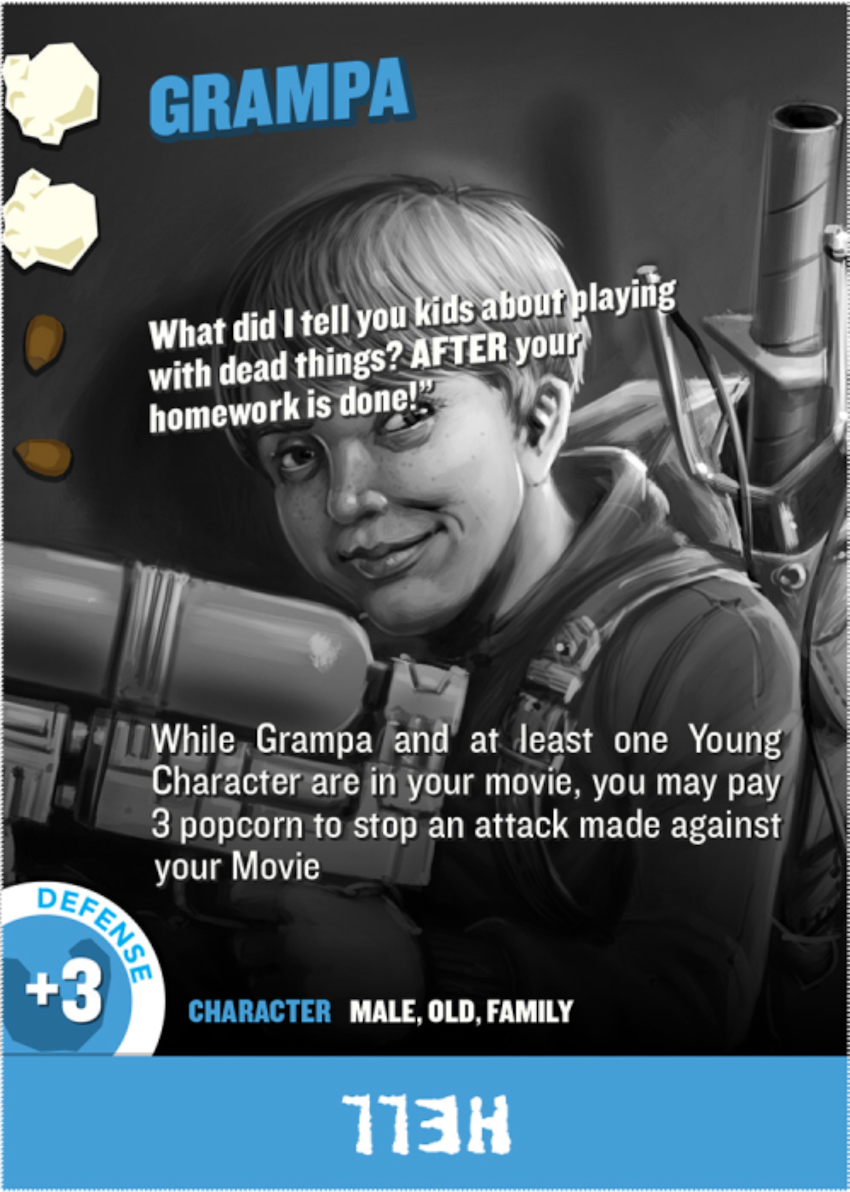 GRAMPA
What did I tell you kids about playing
with dead things? AFTER your
homework is done!”
While Grampa and at least one Young
Character are in your movie, you may pay
3 popcorn to stop an attack made against
your Movie
DEFENSE
+3
CHARACTER MALE, OLD, FAMILY
HELL